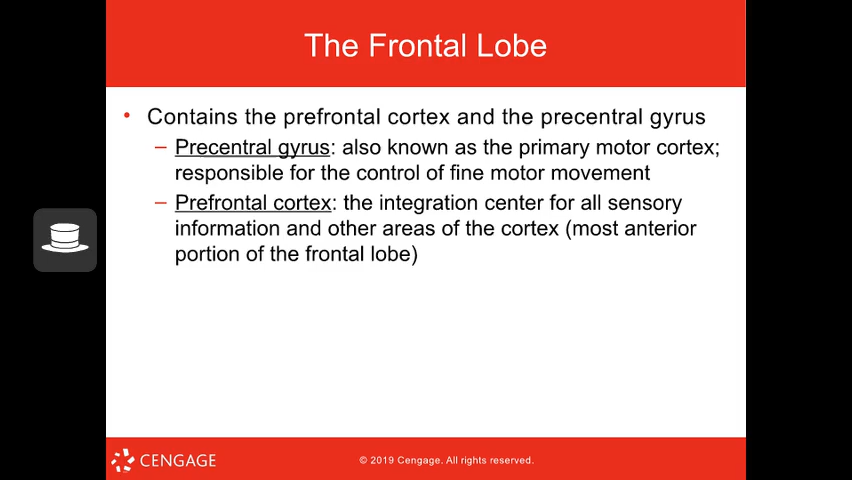 The Frontal Lobe
• Contains the prefrontal cortex and the precentral gyrus
– Precentral gyrus: also known as the primary motor cortex;
responsible for the control of fine motor movement
– Prefrontal cortex: the integration center for all sensory
information and other areas of the cortex (most anterior
portion of the frontal lobe)
CENGAGE
© 2019 Cengage. All rights reserved.